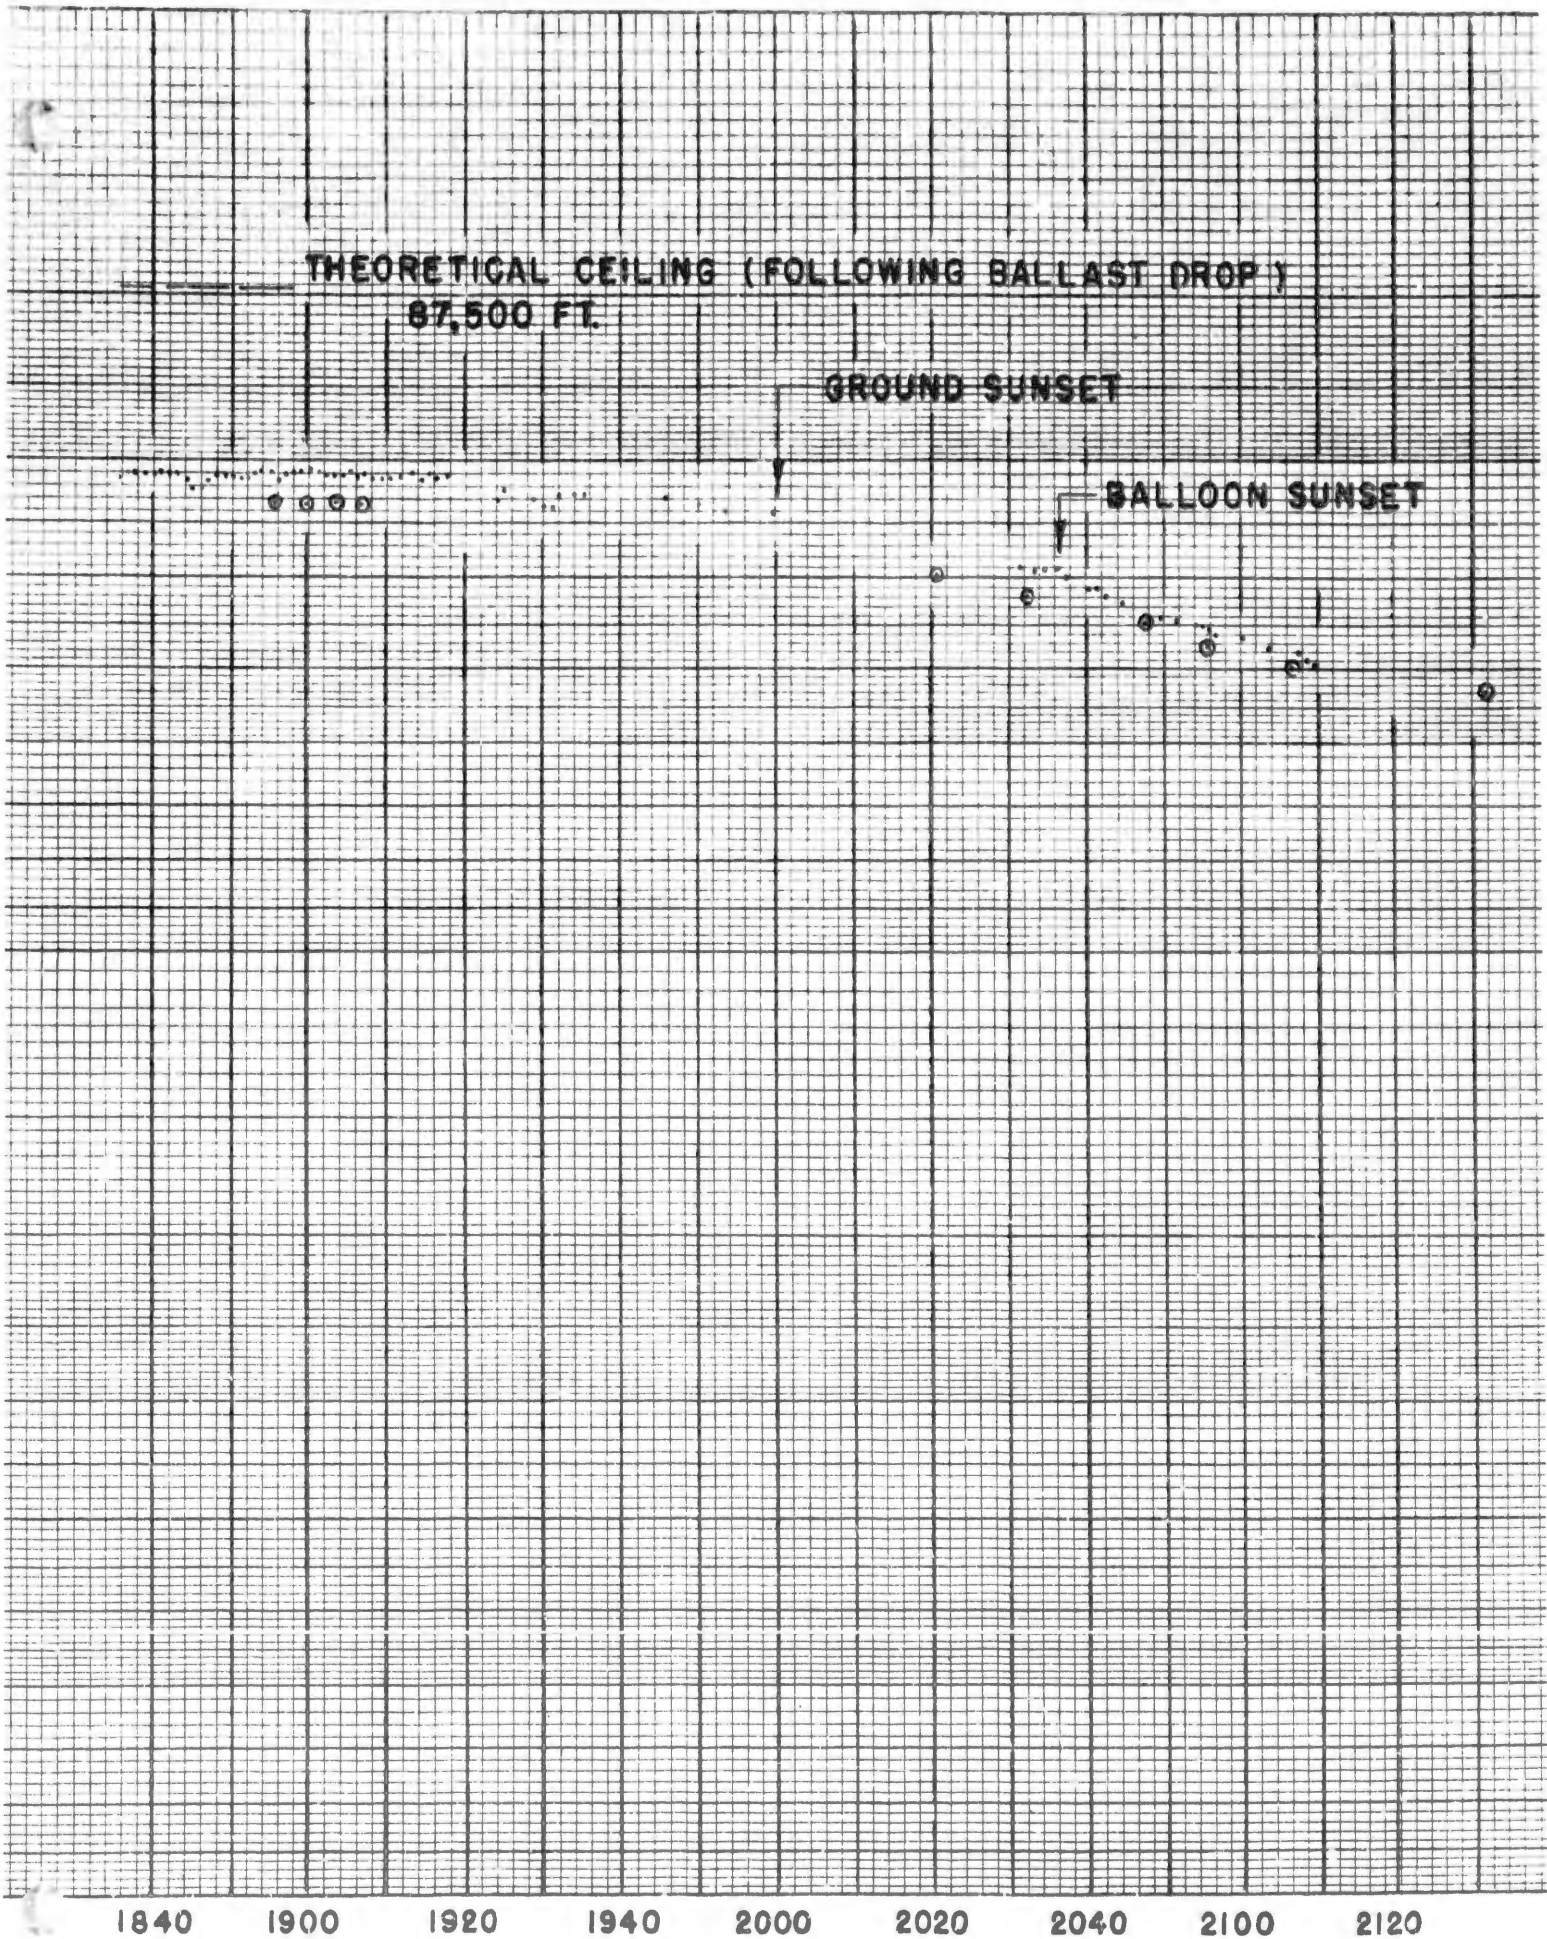 THEORETICAL CEILING (FOLLOWING BALLAST DROP)
87,500 FT.
GROUND SUNSET
BALLOON SUNSET
1840 1900 1920 1940 2000 2020 2040 2100 2120